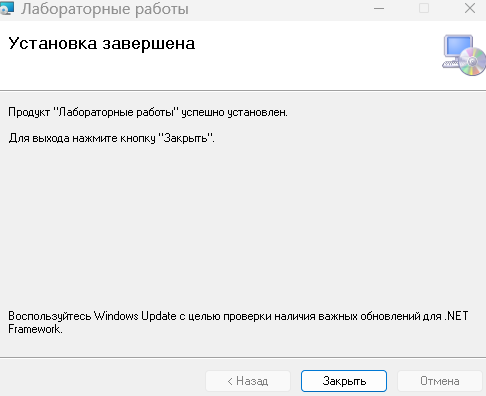 Лабораторные работы
Установка завершена
Продукт "Лабораторные работы" успешно установлен.
Для выхода нажмите кнопку "Закрыть".
Воспользуйтесь Windows Update с целью проверки наличия важных обновлений для .NET
Framework.
< Назад
Закрыть
Отмена